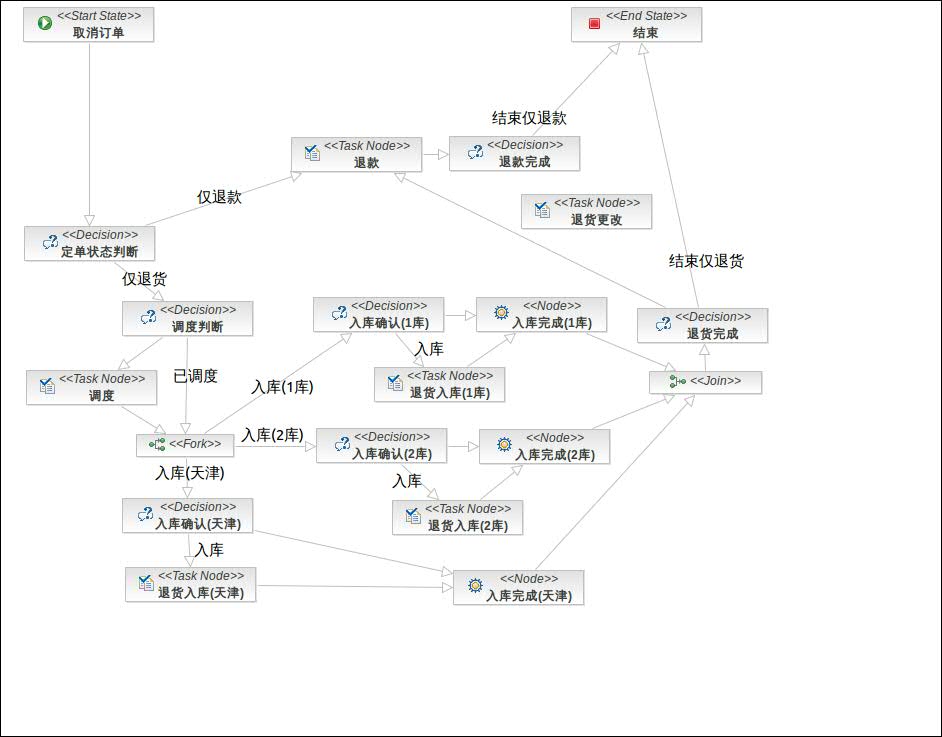 <<Start State>>
取消订单
<<End State>>
结束
结束仅退款
<<Task Node>>
退款
<<Decision>>
退款完成
仅退款
<<Task Node>>
退货更改
<<Decision>>
定单状态判断
结束仅退货
仅退货
<<Decision>>
调度判断
<<Decision>>
入库确认(1库)
<<Node>>
入库完成(1库)
<<Decision>>
退货完成
入库
<<Task Node>>
调度
已调度
入库(1库)
<<Task Node>>
退货入库(1库)
<<Join>>
<<Fork>>
入库(2库)
<<Decision>>
入库确认(2库)
<<Node>>
入库完成(2库)
入库(天津)
入库
<<Decision>>
入库确认(天津)
<<Task Node>>
退货入库(2库)
入库
<<Task Node>>
退货入库(天津)
<<Node>>
入库完成(天津)